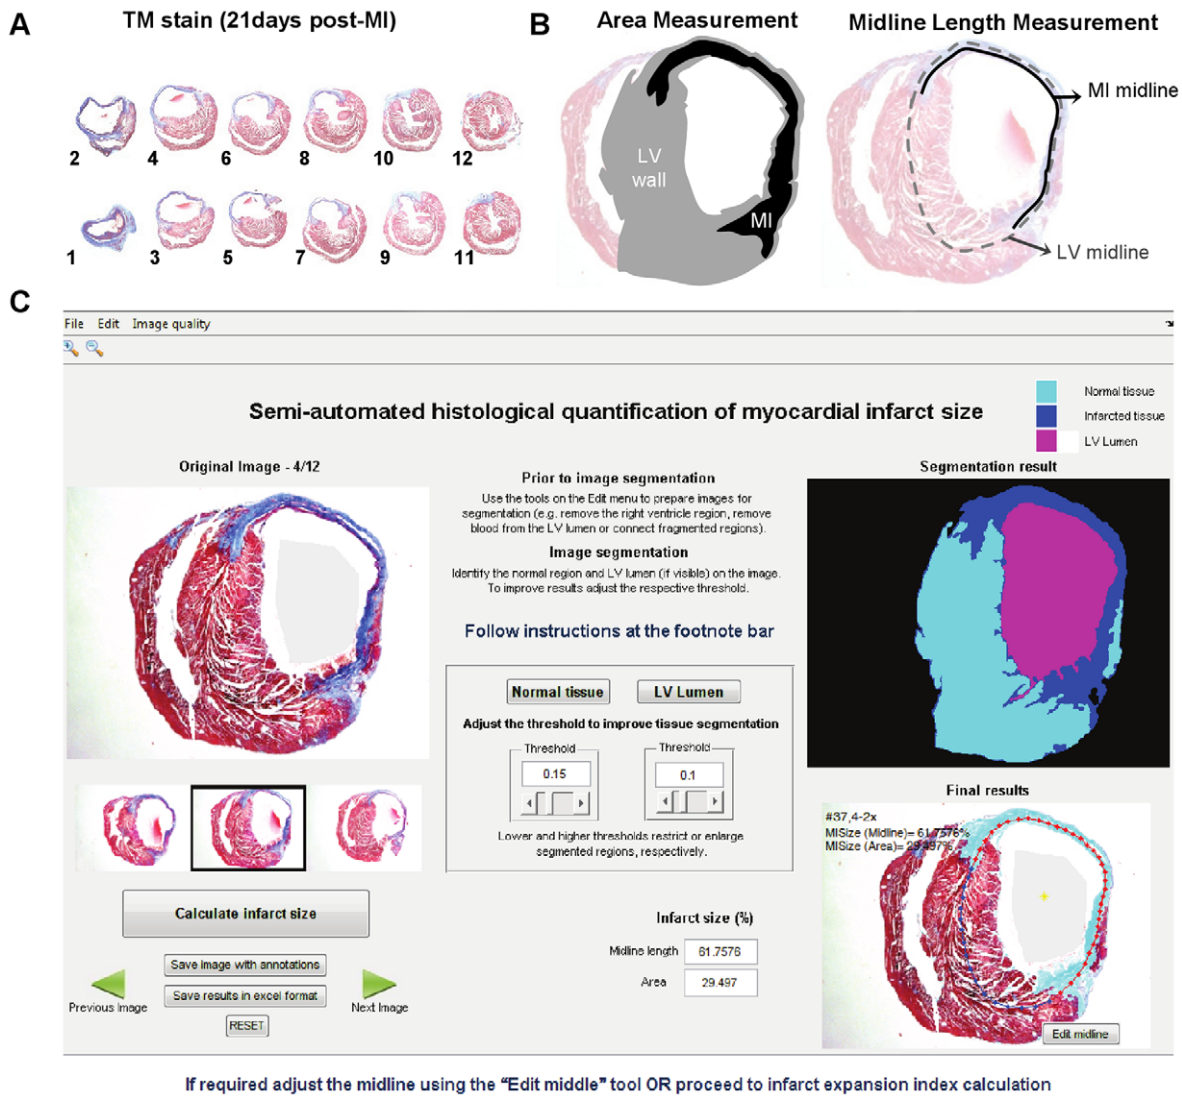 A
TM stain (21days post-MI)
2
4
6
8
10
12
1
3
5
7
9
11
B
Area Measurement
LV
wall
MI
Midline Length Measurement
MI midline
LV midline
C
File Edit Image quality
Semi-automated histological quantification of myocardial infarct size
Normal tissue
Infarcted tissue
LV Lumen
Original Image - 4/12
Prior to image segmentation
Use the tools on the Edit menu to prepare images for
segmentation (e.g. remove the right ventricle region, remove
blood from the LV lumen or connect fragmented regions).
Image segmentation
Identify the normal region and LV lumen (if visible) on the image.
To improve results adjust the respective threshold.
Follow instructions at the footnote bar
Normal tissue
LV Lumen
Adjust the threshold to improve tissue segmentation
Threshold
0.15
Threshold
0.1
Lower and higher thresholds restrict or enlarge
segmented regions, respectively.
Segmentation result
Final results
#37,4-2x
MISize (Midline)= 61.7576%
MISize (Area)= 29.497%
Edit midline
Calculate infarct size
Save image with annotations
Save results in excel format
RESET
Previous Image
Next Image
Infarct size (%)
Midline length 61.7576
Area 29.497
If required adjust the midline using the “Edit middle” tool OR proceed to infarct expansion index calculation